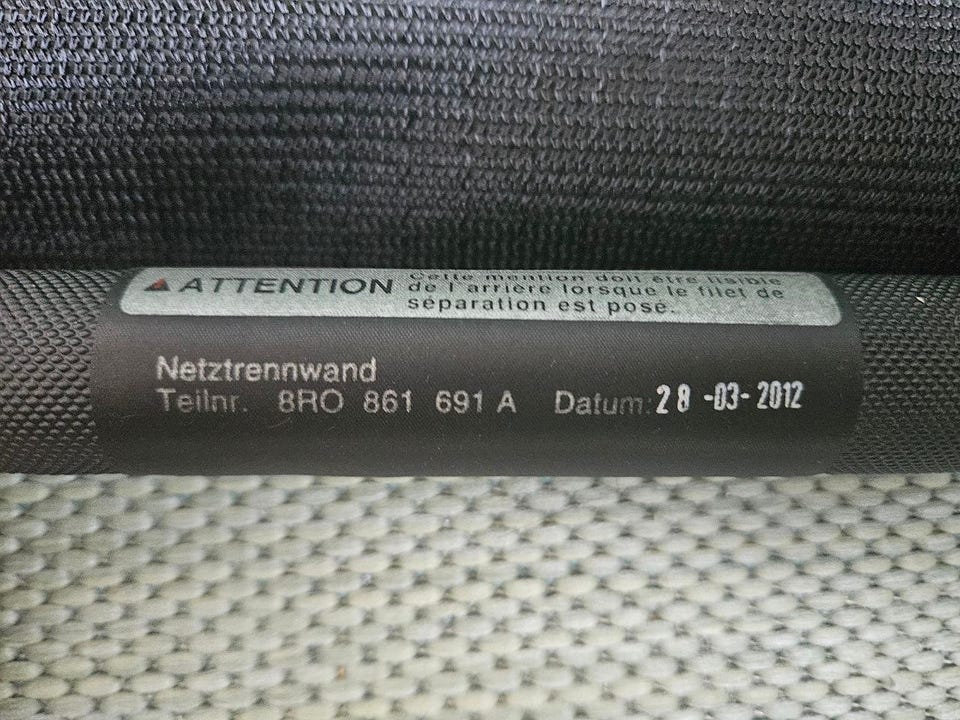 ATTENTION
Cette mention doit être lisible
de l'arrière lorsque le filet de
séparation est posé.
Netztrennwand
Teilnr. 8RO 861 691 A Datum: 28-03-2012